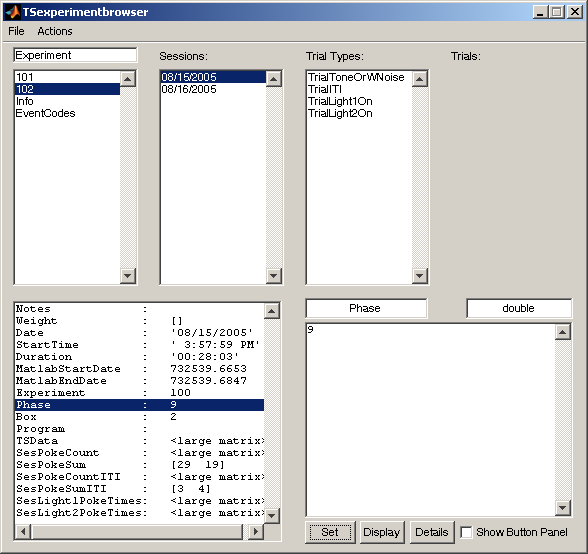 TSexperimentbrowser
File Actions
Experiment
Sessions:
Trial Types:
Trials:
101
102
Info
EventCodes
08/15/2005
08/16/2005
TrialToneOrWNoise
TrialITI
TrialLight1On
TrialLight2On
Notes :
Weight : []
Date : '08/15/2005'
StartTime : ' 3:57:59 PM'
Duration : '00:28:03'
MatlabStartDate : 732539.6653
MatlabEndDate : 732539.6847
Experiment : 100
Phase : 9
Box : 2
Program :
TSData : <large matrix>
SesPokeCount : <large matrix>
SesPokeSum : [29 19]
SesPokeCountITI : <large matrix>
SesPokeSumITI : [3 4]
SesLight1PokeTimes: <large matrix>
SesLight2PokeTimes: <large matrix>
Phase
double
9
Set
Display
Details
Show Button Panel